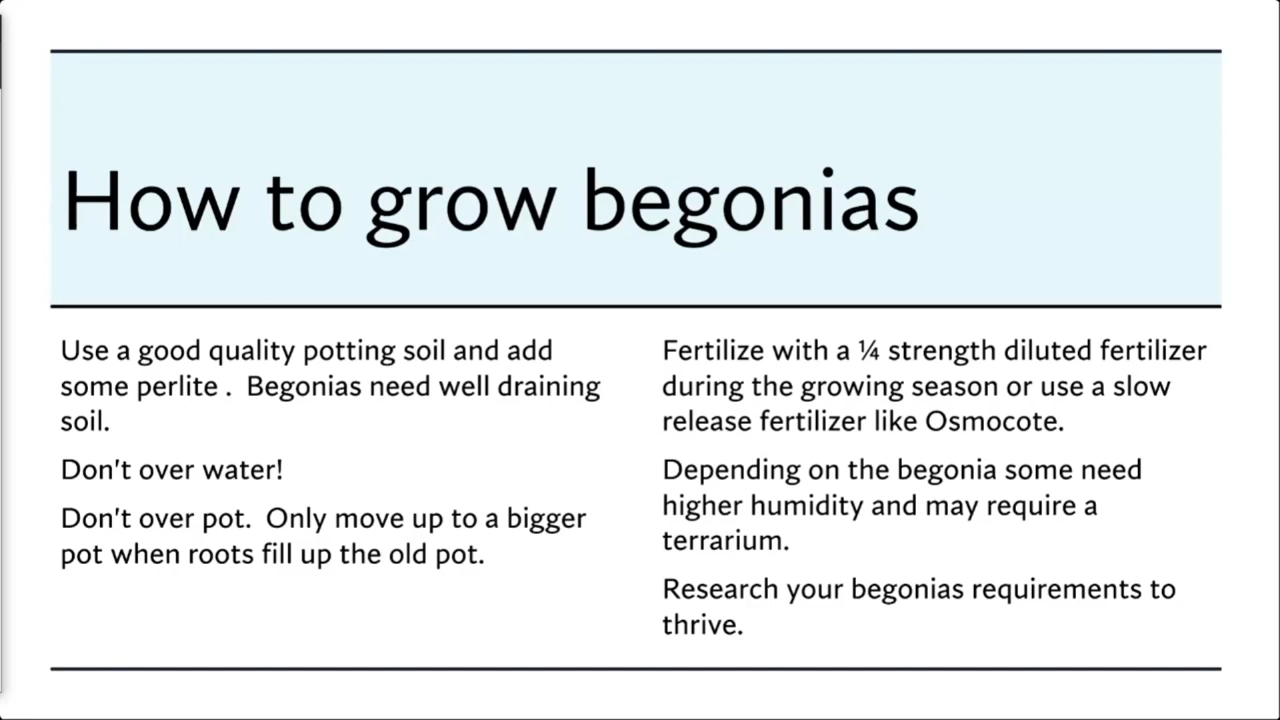 How to grow begonias
Use a good quality potting soil and add
some perlite .  Begonias need well draining
soil.
Don't over water!
Don't over pot.  Only move up to a bigger
pot when roots fill up the old pot.
Fertilize with a ¼ strength diluted fertilizer
during the growing season or use a slow
release fertilizer like Osmocote.
Depending on the begonia some need
higher humidity and may require a
terrarium.
Research your begonias requirements to
thrive.